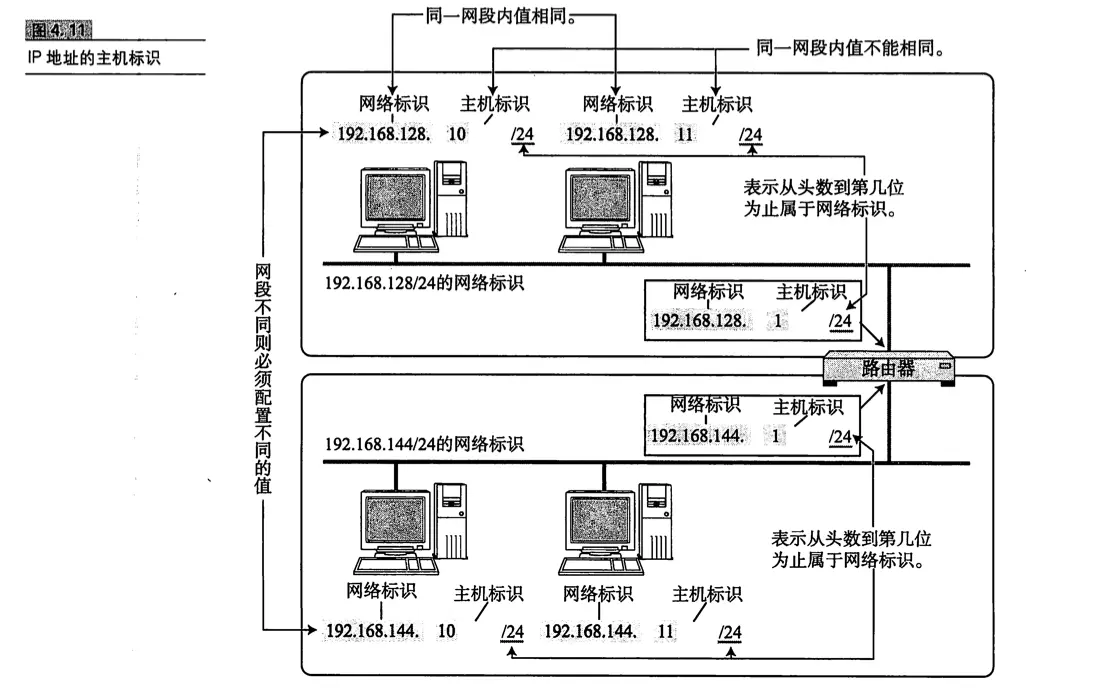 图4.11
IP 地址的主机标识
同一网段内值相同。
同一网段内值不能相同。
网络标识 主机标识 网络标识 主机标识
192.168.128. 10 /24 192.168.128. 11 /24
表示从头数到第几位
为止属于网络标识。
192.168.128/24的网络标识
网络标识 主机标识
192.168.128. 1 /24
网段不同则必须配置不同的值
路由器
网络标识 主机标识
192.168.144. 1 /24
192.168.144/24的网络标识
表示从头数到第几位
为止属于网络标识。
网络标识 主机标识 网络标识 主机标识
192.168.144. 10 /24 192.168.144. 11 /24